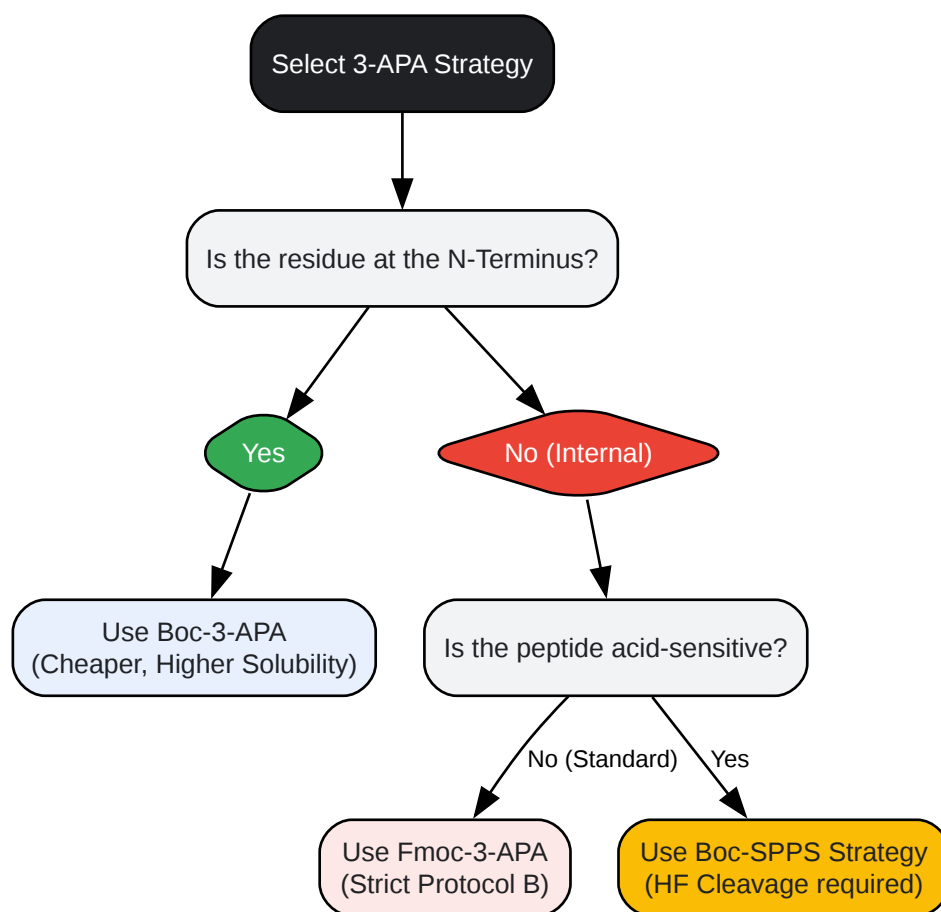 Select 3-APA Strategy
Is the residue at the N-Terminus?
Yes
No (Internal)
Use Boc-3-APA
(Cheaper, Higher Solubility)
Is the peptide acid-sensitive?
No (Standard)
Yes
Use Fmoc-3-APA
(Strict Protocol B)
Use Boc-SPPS Strategy
(HF Cleavage required)